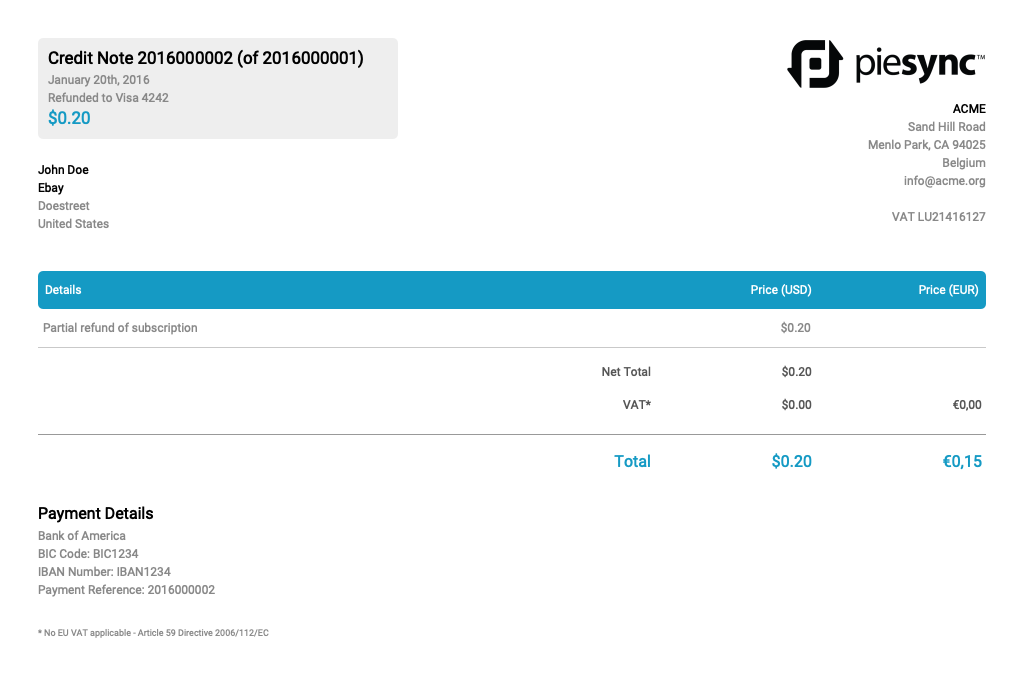 Credit Note 2016000002 (of 2016000001)
January 20th, 2016
Refunded to Visa 4242
$0.20
piesync™
ACME
Sand Hill Road
Menlo Park, CA 94025
Belgium
info@acme.org
VAT LU21416127
John Doe
Ebay
Doestreet
United States
Details Price (USD) Price (EUR)
Partial refund of subscription $0.20
Net Total $0.20
VAT* $0.00 €0,00
Total $0.20 €0,15
Payment Details
Bank of America
BIC Code: BIC1234
IBAN Number: IBAN1234
Payment Reference: 2016000002
* No EU VAT applicable - Article 59 Directive 2006/112/EC